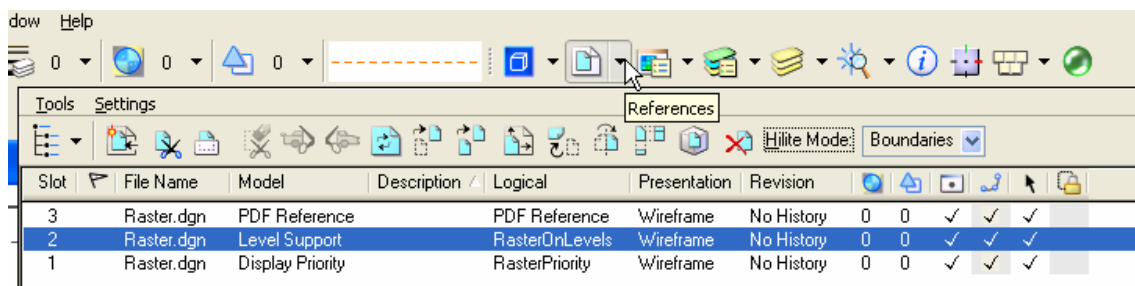 dow Help
0 0 0
References
Tools Settings
Hilite Mode: Boundaries
Slot File Name Model Description Logical Presentation Revision
3 Raster.dgn PDF Reference PDF Reference Wireframe No History 0 0
2 Raster.dgn Level Support RasterOnLevels Wireframe No History 0 0
1 Raster.dgn Display Priority RasterPriority Wireframe No History 0 0